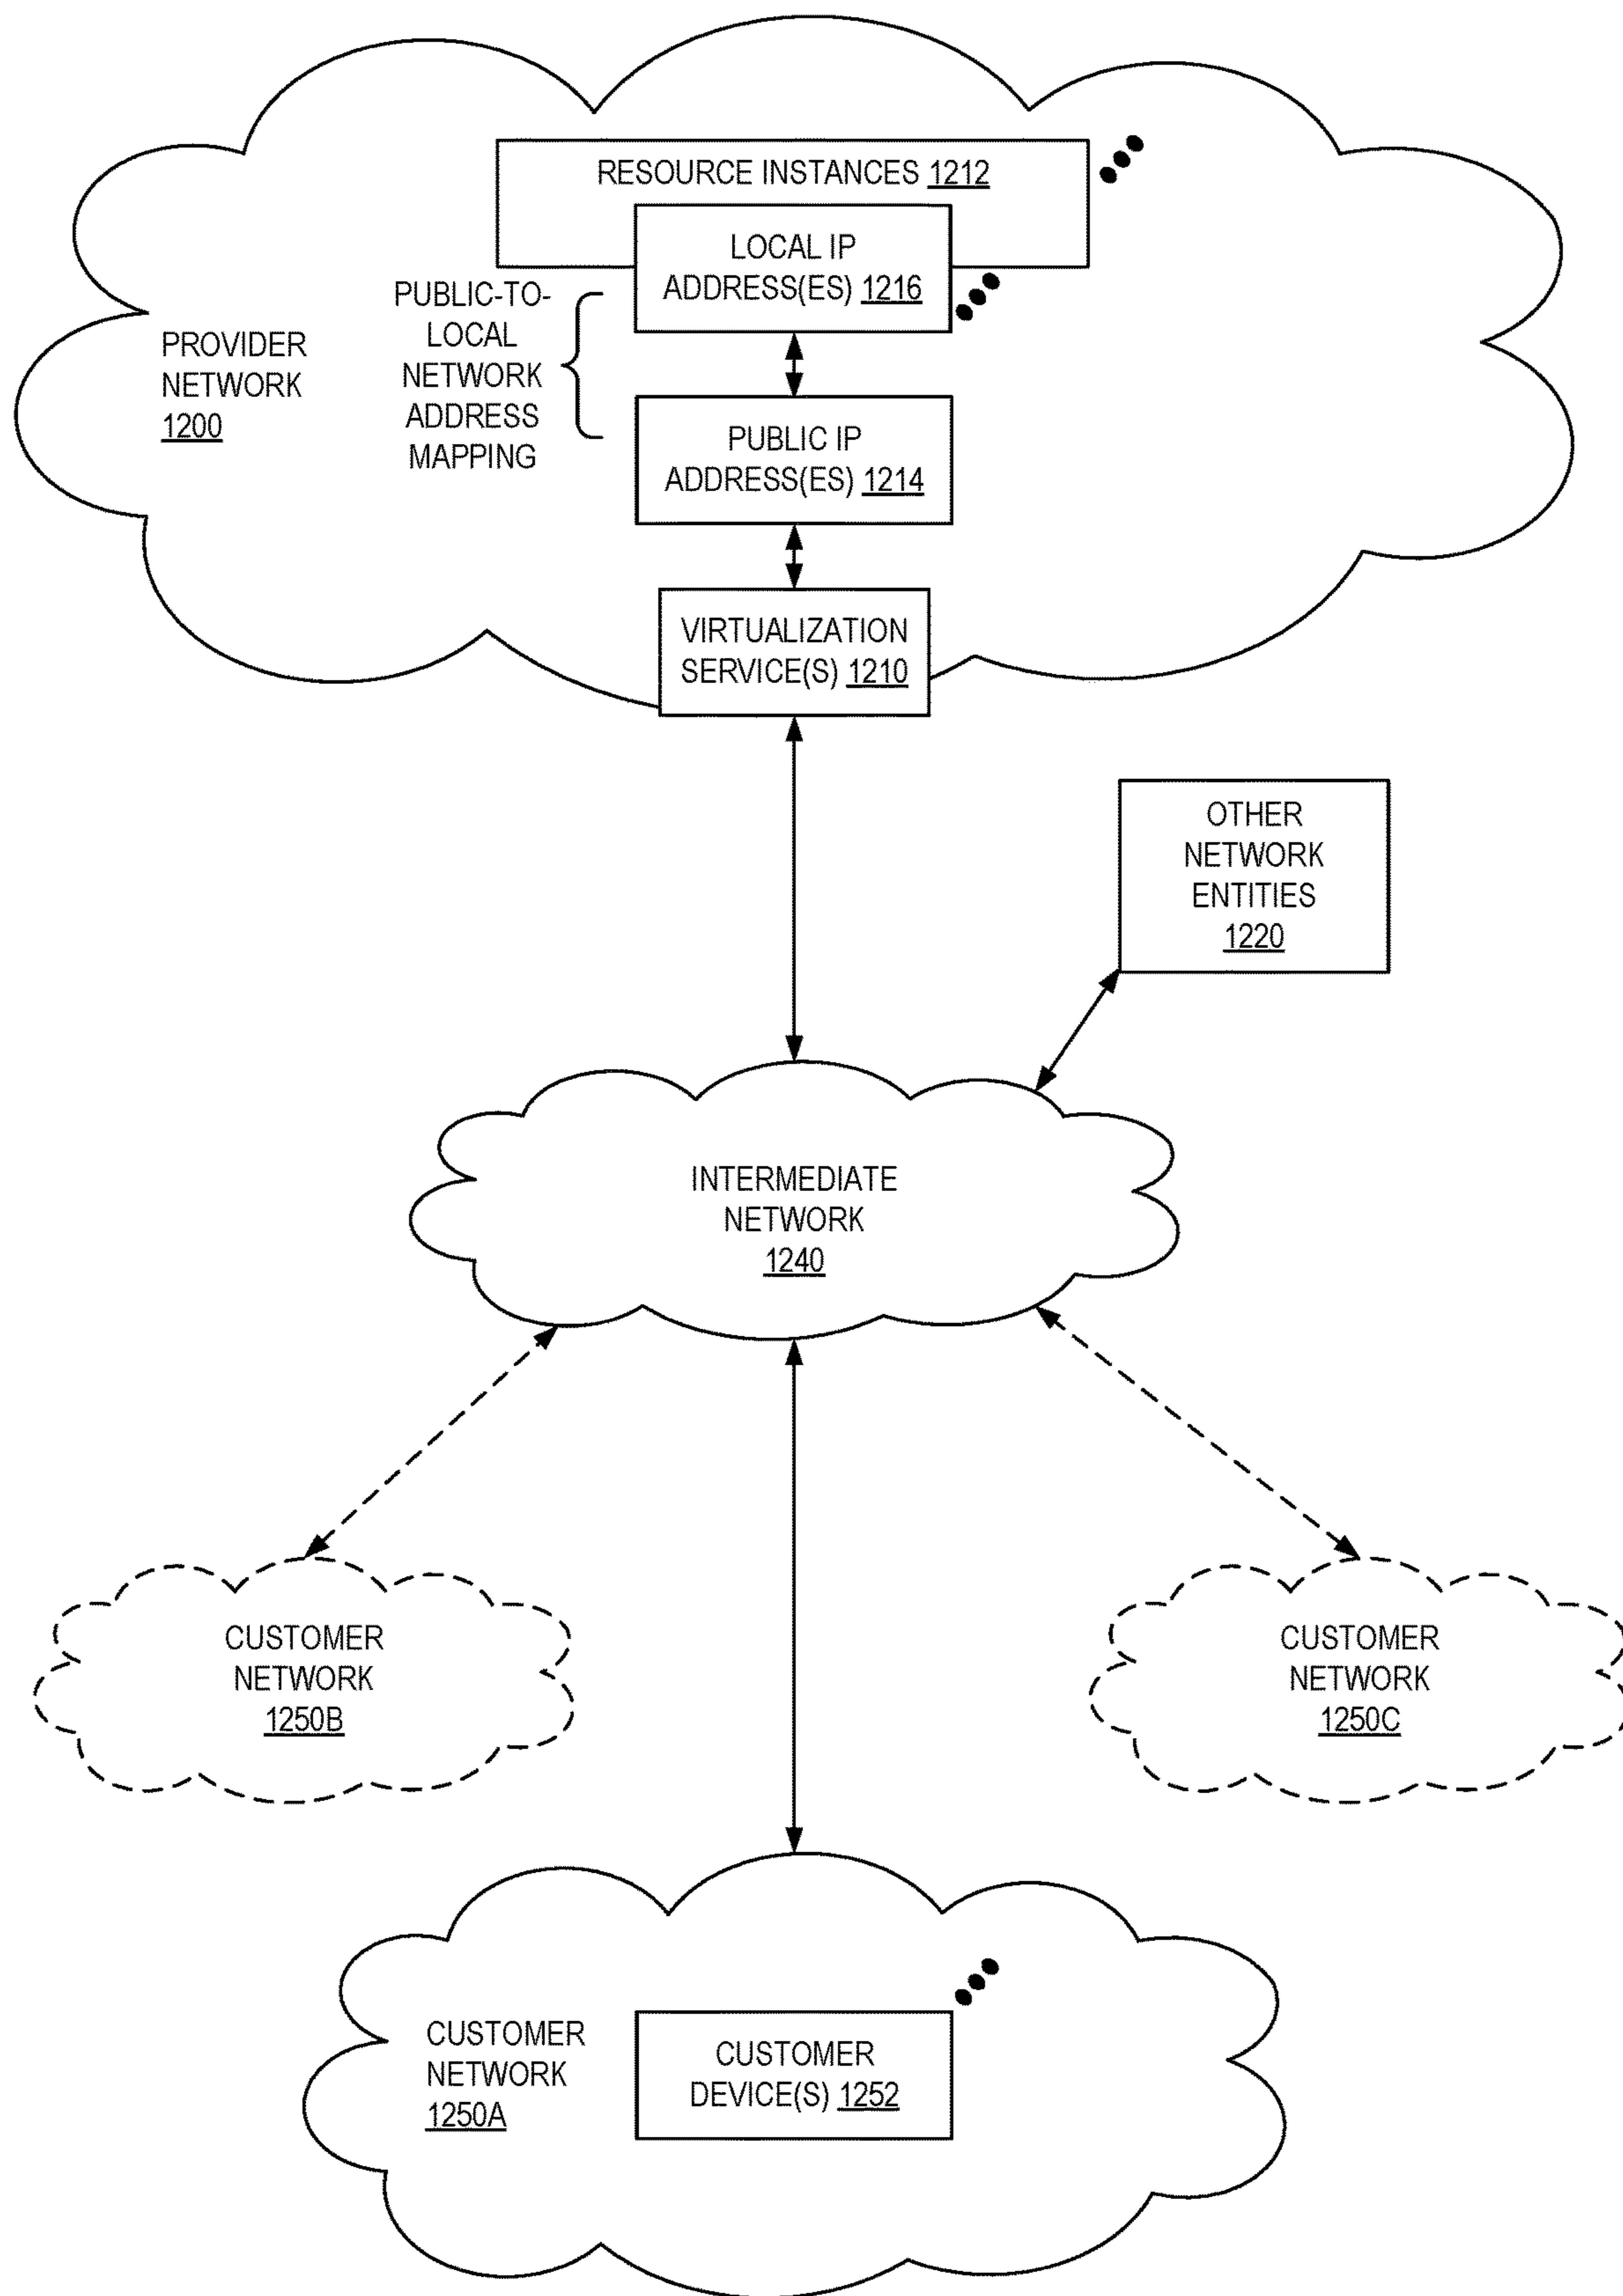 RESOURCE INSTANCES 1212
LOCAL IP
ADDRESS(ES) 1216
PUBLIC-TO-
LOCAL
NETWORK
ADDRESS
MAPPING
PROVIDER
NETWORK
1200
PUBLIC IP
ADDRESS(ES) 1214
VIRTUALIZATION
SERVICE(S) 1210
OTHER
NETWORK
ENTITIES
1220
INTERMEDIATE
NETWORK
1240
CUSTOMER
NETWORK
1250B
CUSTOMER
NETWORK
1250C
CUSTOMER
NETWORK
1250A
CUSTOMER
DEVICE(S) 1252